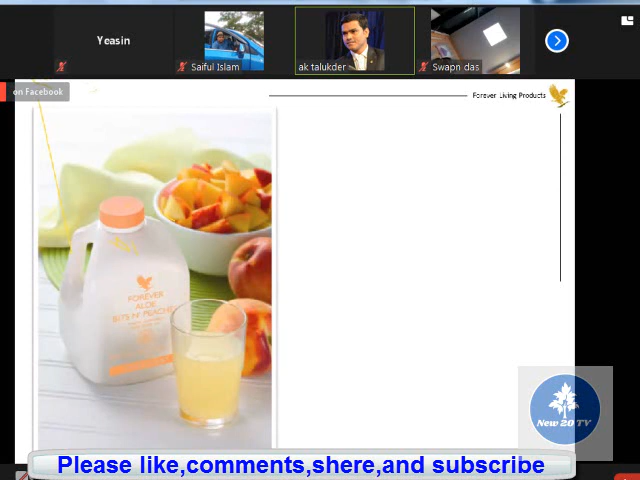 Yeasin
Saiful Islam
ak talukder
Swapn das
on Facebook
Forever Living Products
FOREVER
ALOE
BITS N' PEACHES
New 20 TV
Please like,comments,shere,and subscribe